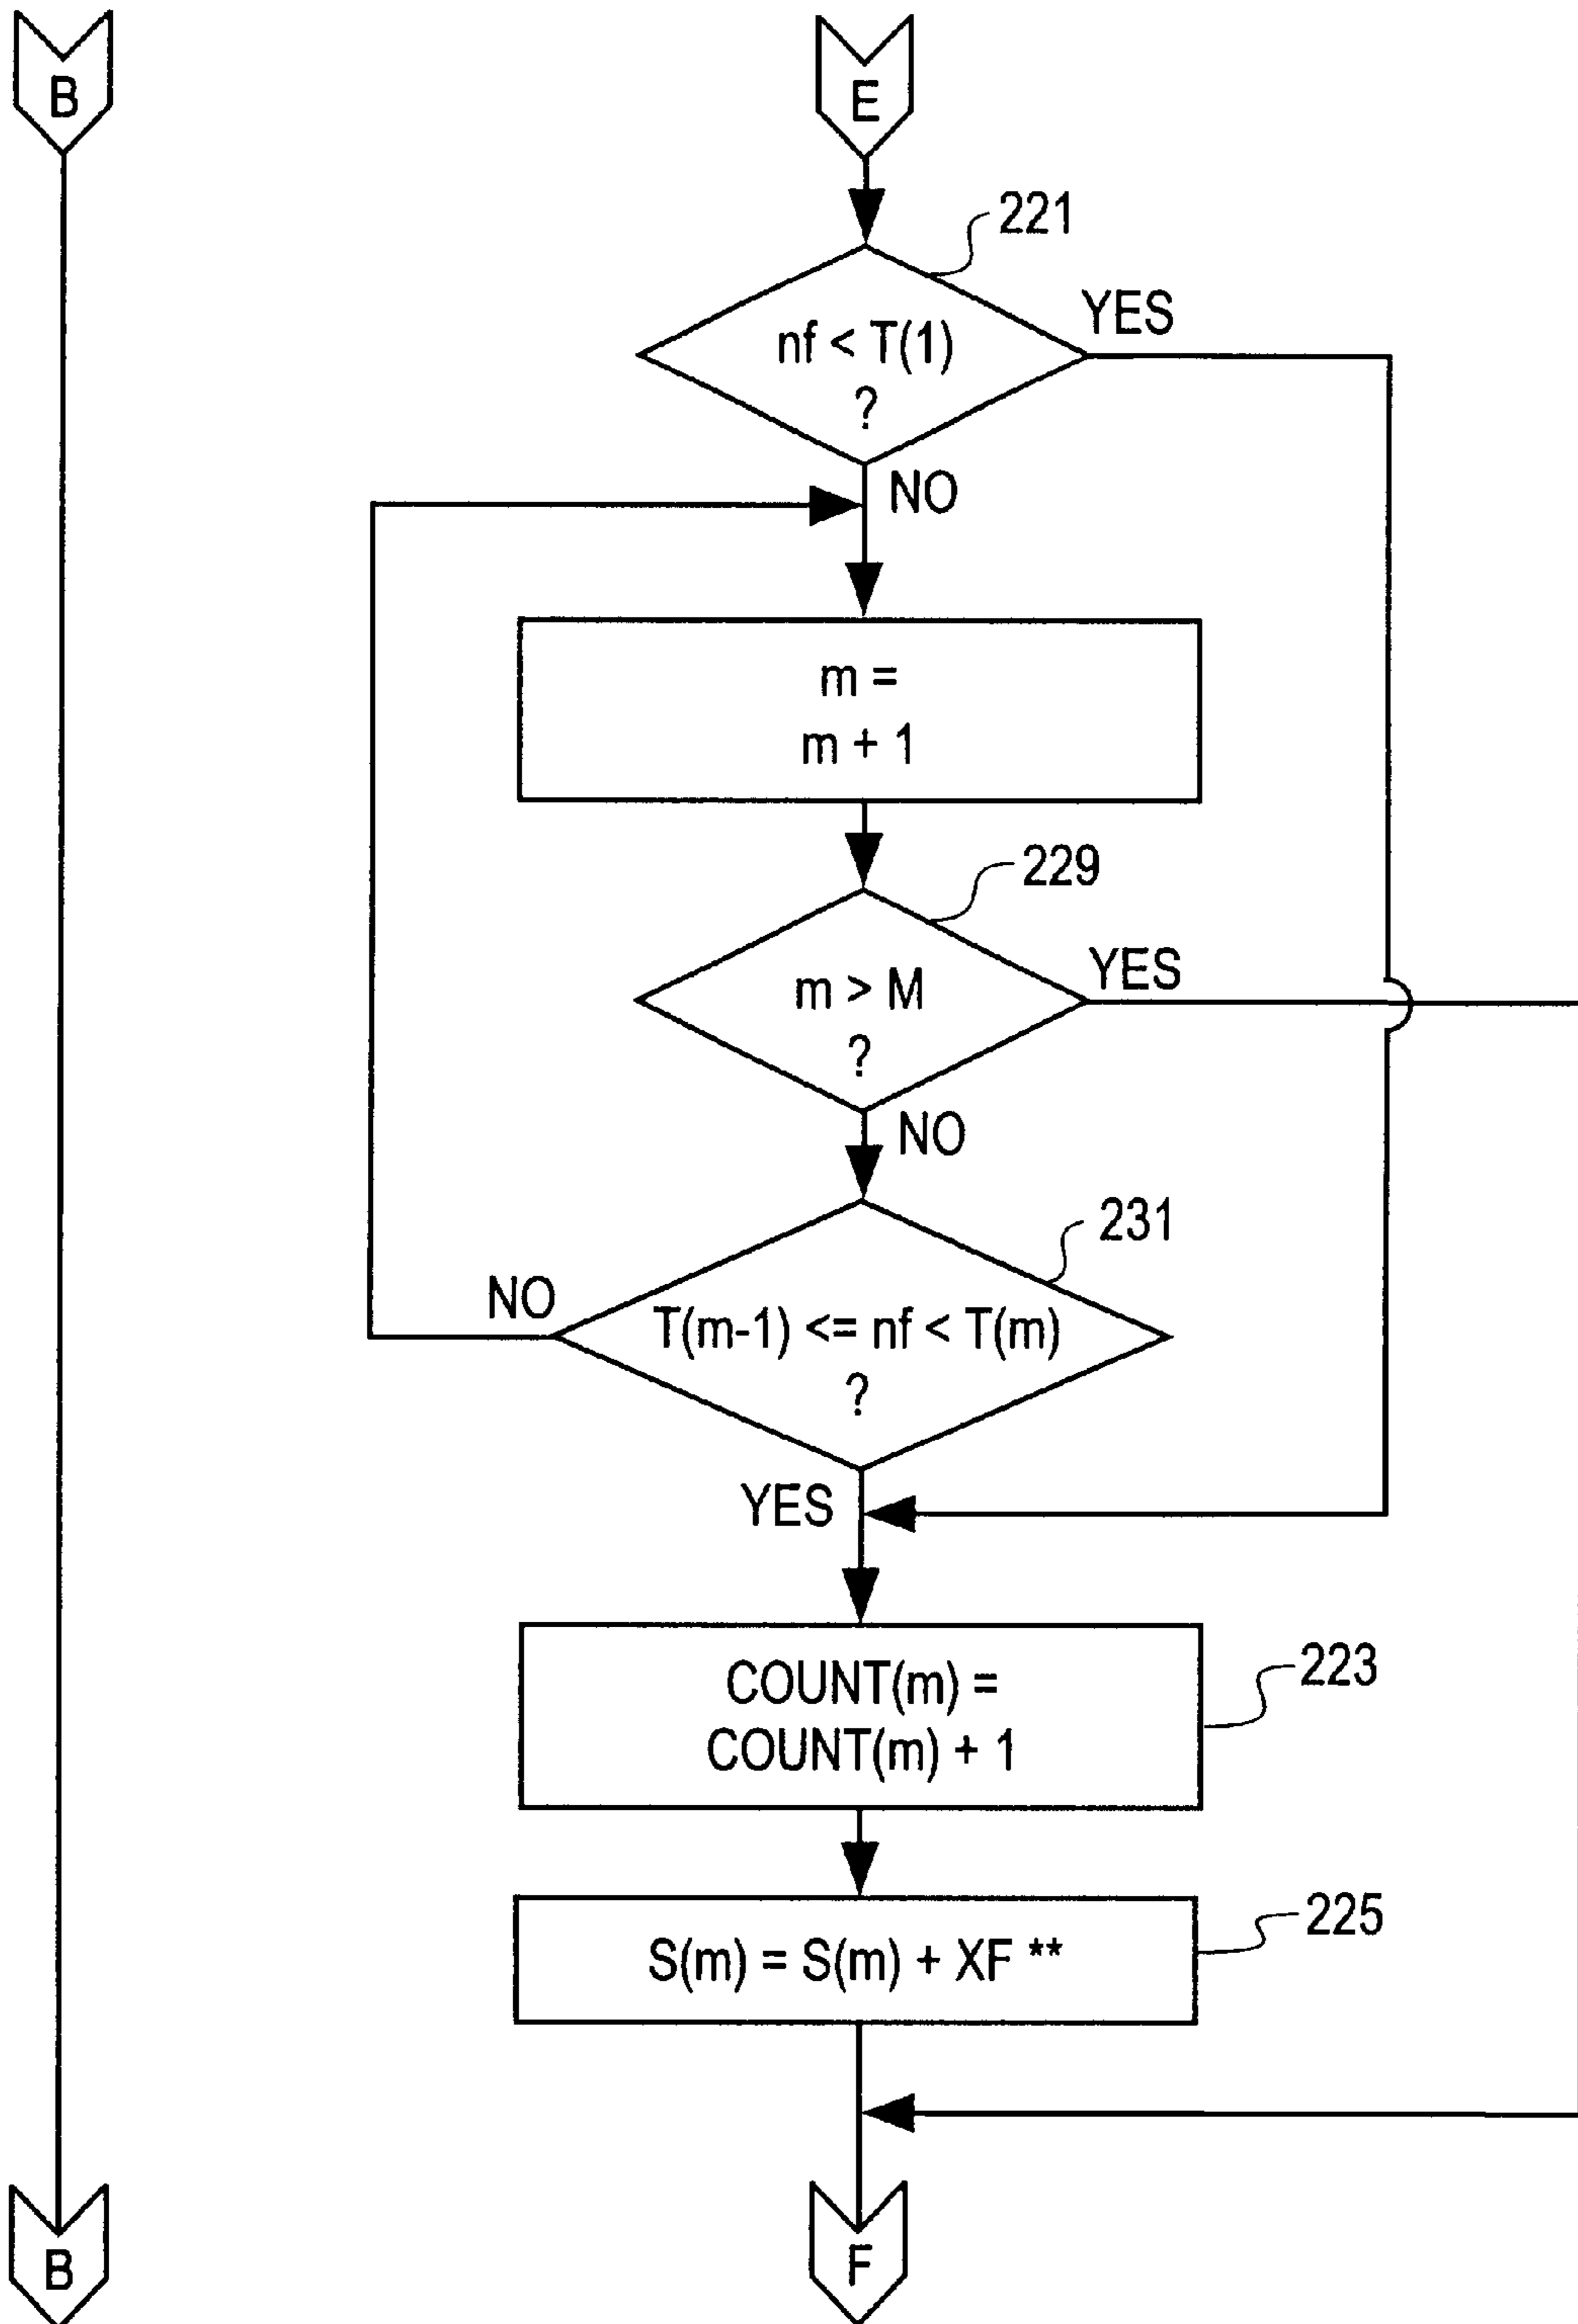 B
E
221
nf < T(1)
?
YES
NO
m =
m + 1
229
m > M
?
YES
NO
231
T(m-1) <= nf < T(m)
?
NO
YES
COUNT(m) =
COUNT(m) + 1
223
S(m) = S(m) + XF **
225
B
F